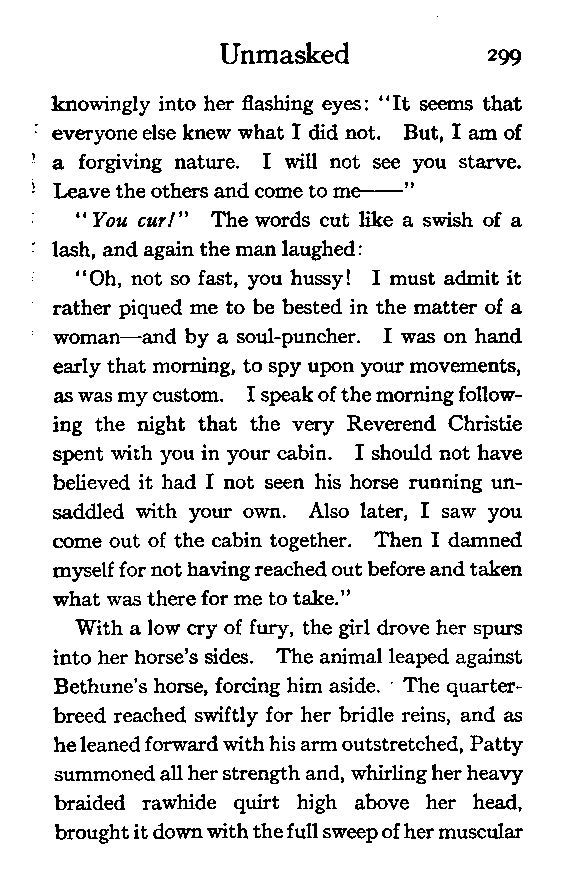 Unmasked 299
knowingly into her flashing eyes: "It seems that
everyone else knew what I did not. But, I am of
a forgiving nature. I will not see you starve.
Leave the others and come to me——"
"You cur!" The words cut like a swish of a
lash, and again the man laughed:
"Oh, not so fast, you hussy! I must admit it
rather piqued me to be bested in the matter of a
woman—and by a soul-puncher. I was on hand
early that morning, to spy upon your movements,
as was my custom. I speak of the morning follow-
ing the night that the very Reverend Christie
spent with you in your cabin. I should not have
believed it had I not seen his horse running un-
saddled with your own. Also later, I saw you
come out of the cabin together. Then I damned
myself for not having reached out before and taken
what was there for me to take."
With a low cry of fury, the girl drove her spurs
into her horse's sides. The animal leaped against
Bethune's horse, forcing him aside. The quarter-
breed reached swiftly for her bridle reins, and as
he leaned forward with his arm outstretched, Patty
summoned all her strength and, whirling her heavy
braided rawhide quirt high above her head,
brought it down with the full sweep of her muscular